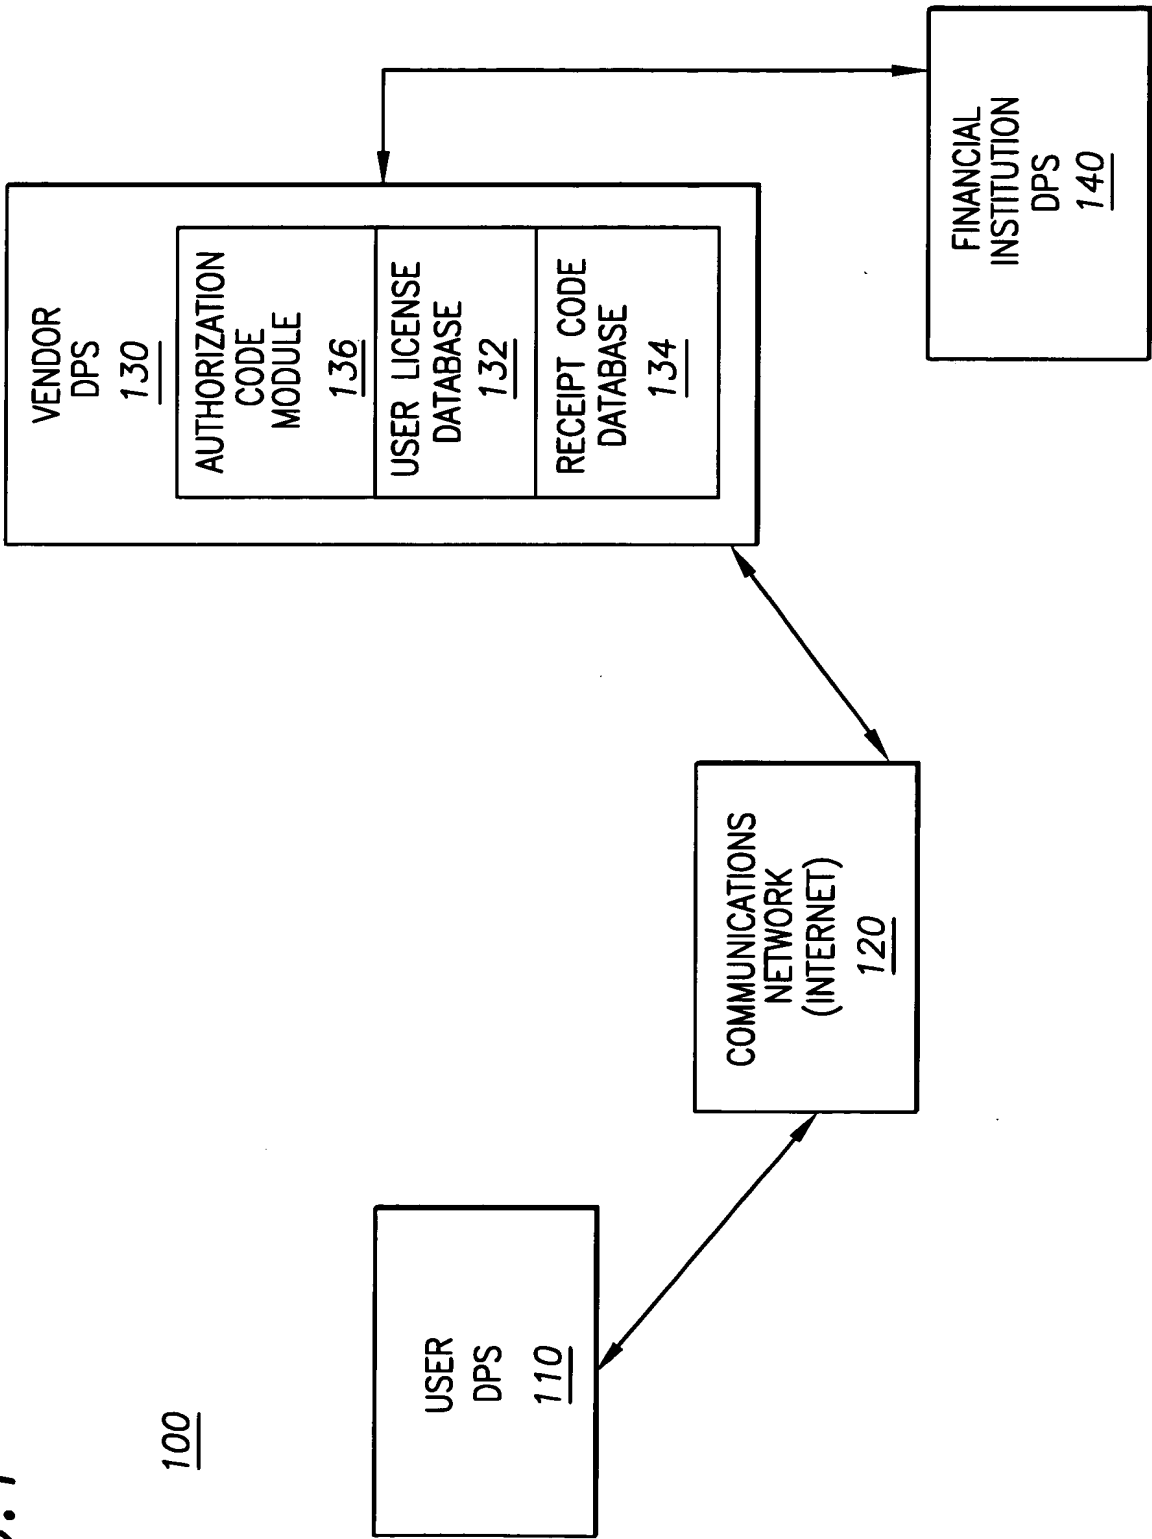 100
USER
DPS
110
COMMUNICATIONS
NETWORK
(INTERNET)
120
VENDOR
DPS
130
AUTHORIZATION
CODE
MODULE
136
USER LICENSE
DATABASE
132
RECEIPT CODE
DATABASE
134
FINANCIAL
INSTITUTION
DPS
140